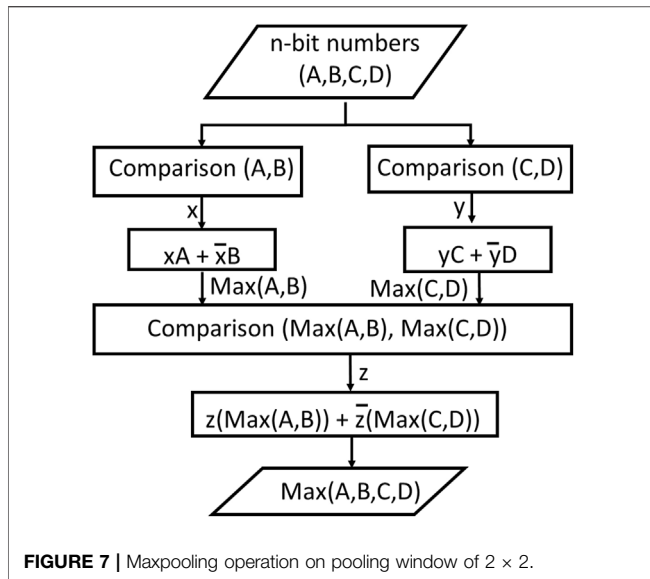 n-bit numbers
(A,B,C,D)
Comparison (A,B)
Comparison (C,D)
x
y
xA + x̅B
yC + y̅D
Max(A,B)
Max(C,D)
Comparison (Max(A,B), Max(C,D))
z
z(Max(A,B)) + z̅(Max(C,D))
Max(A,B,C,D)
FIGURE 7 | Maxpooling operation on pooling window of 2 × 2.